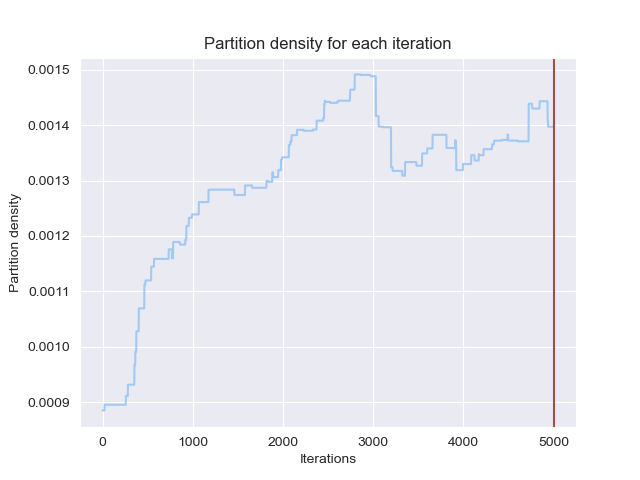 Partition density for each iteration
0.0015
0.0014
0.0013
0.0012
0.0011
0.0010
0.0009
Partition density
0 1000 2000 3000 4000 5000
Iterations